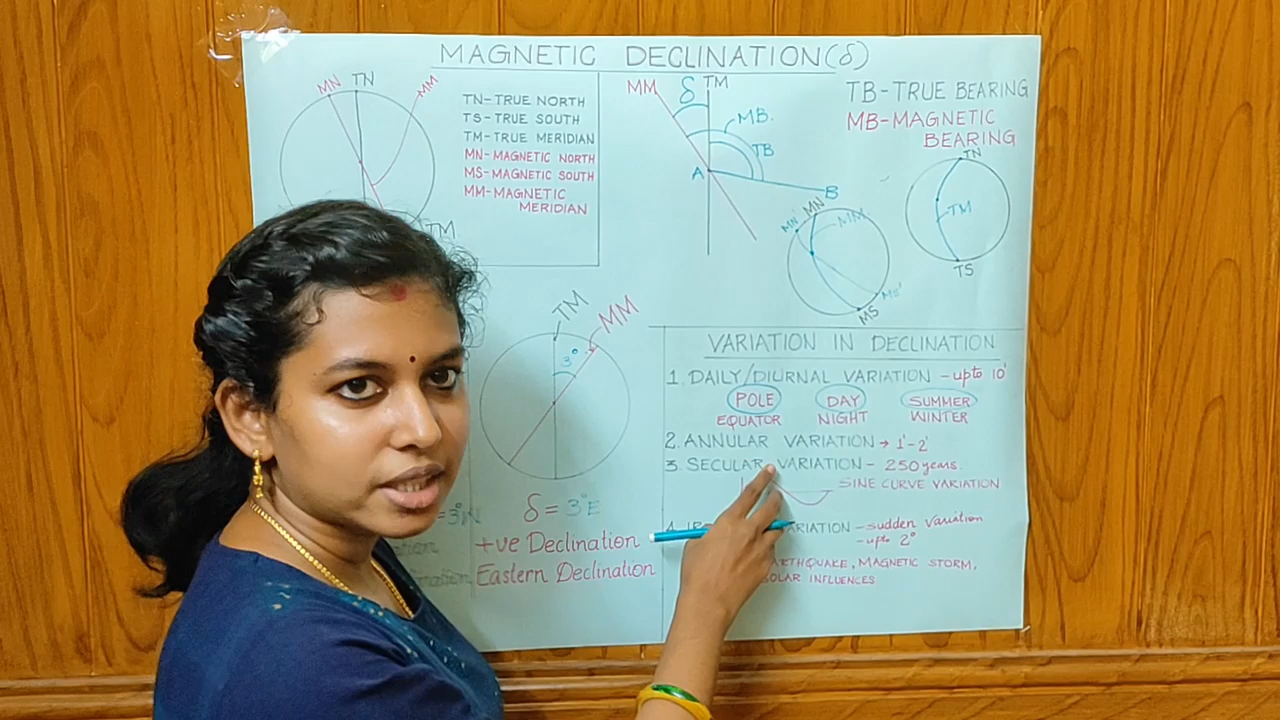 MAGNETIC DECLINATION(δ)
MN TN MM
TN-TRUE NORTH
TS-TRUE SOUTH
TM-TRUE MERIDIAN
MN-MAGNETIC NORTH
MS-MAGNETIC SOUTH
MM-MAGNETIC
MERIDIAN
TM
MM δ TM
MB.
TB
A B
TB-TRUE BEARING
MB-MAGNETIC
BEARING
TN
TM
TS
MN' MN MM'
MS'
MS
TM MM
3°
δ = 3°E
+ve Declination
Eastern Declination
=3°W
VARIATION IN DECLINATION
1. DAILY/DIURNAL VARIATION - upto 10'
POLE DAY SUMMER
EQUATOR NIGHT WINTER
2. ANNULAR VARIATION → 1'-2'
3. SECULAR VARIATION - 250 years.
SINE CURVE VARIATION
4. VARIATION - sudden variation
- upto 2°
EARTHQUAKE, MAGNETIC STORM,
SOLAR INFLUENCES